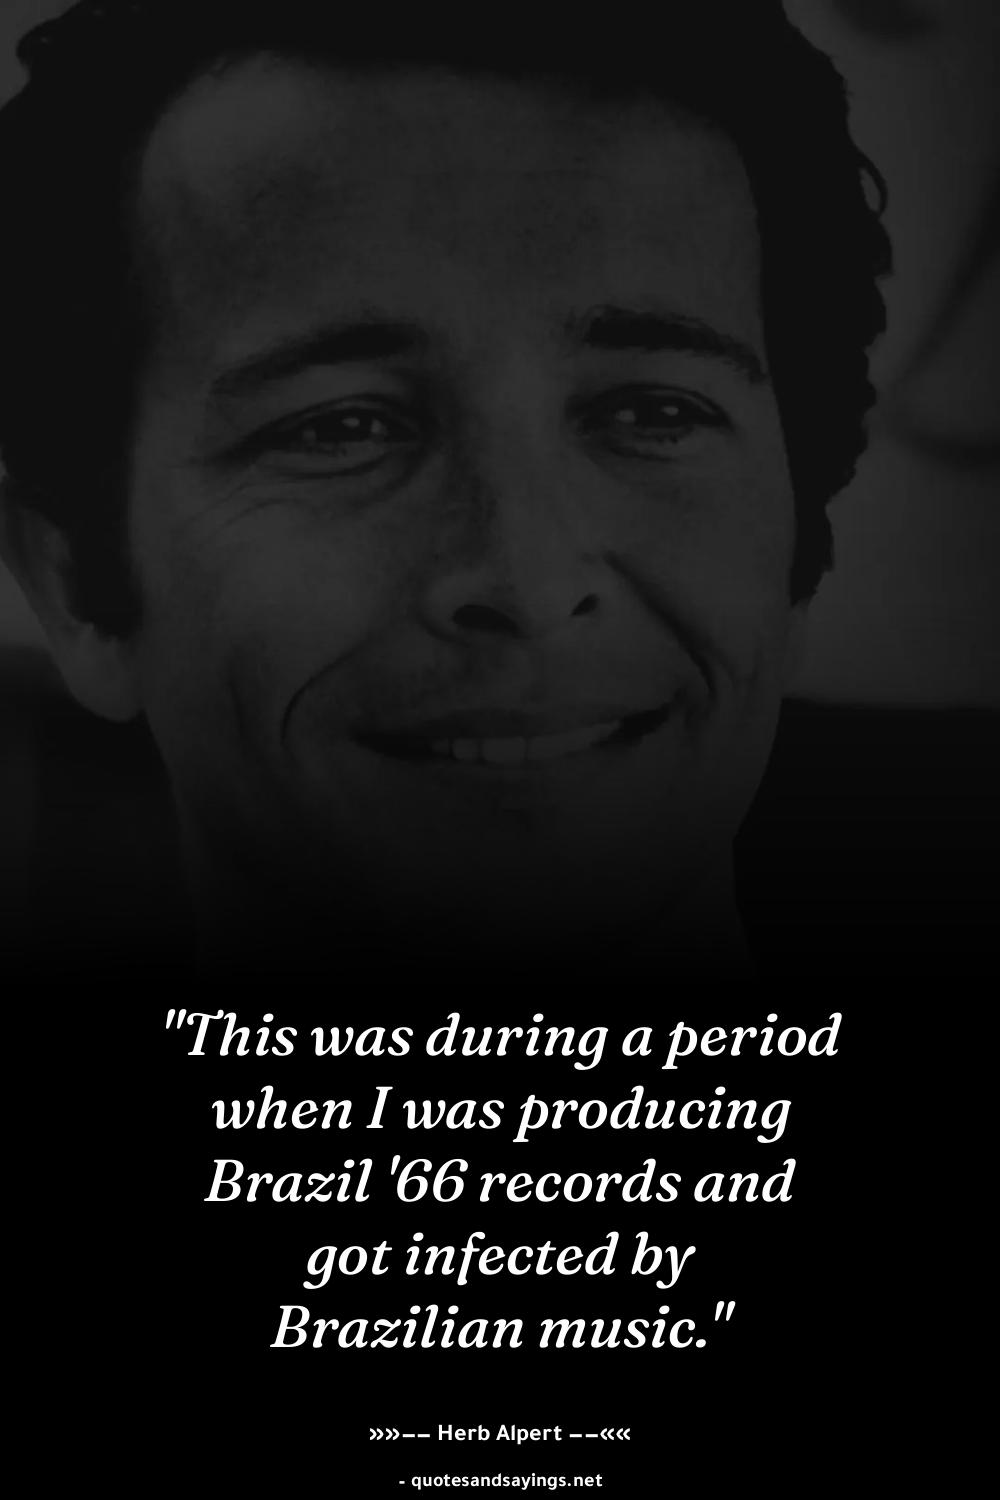 "This was during a period
when I was producing
Brazil '66 records and
got infected by
Brazilian music."
»»–– Herb Alpert ––««
- quotesandsayings.net